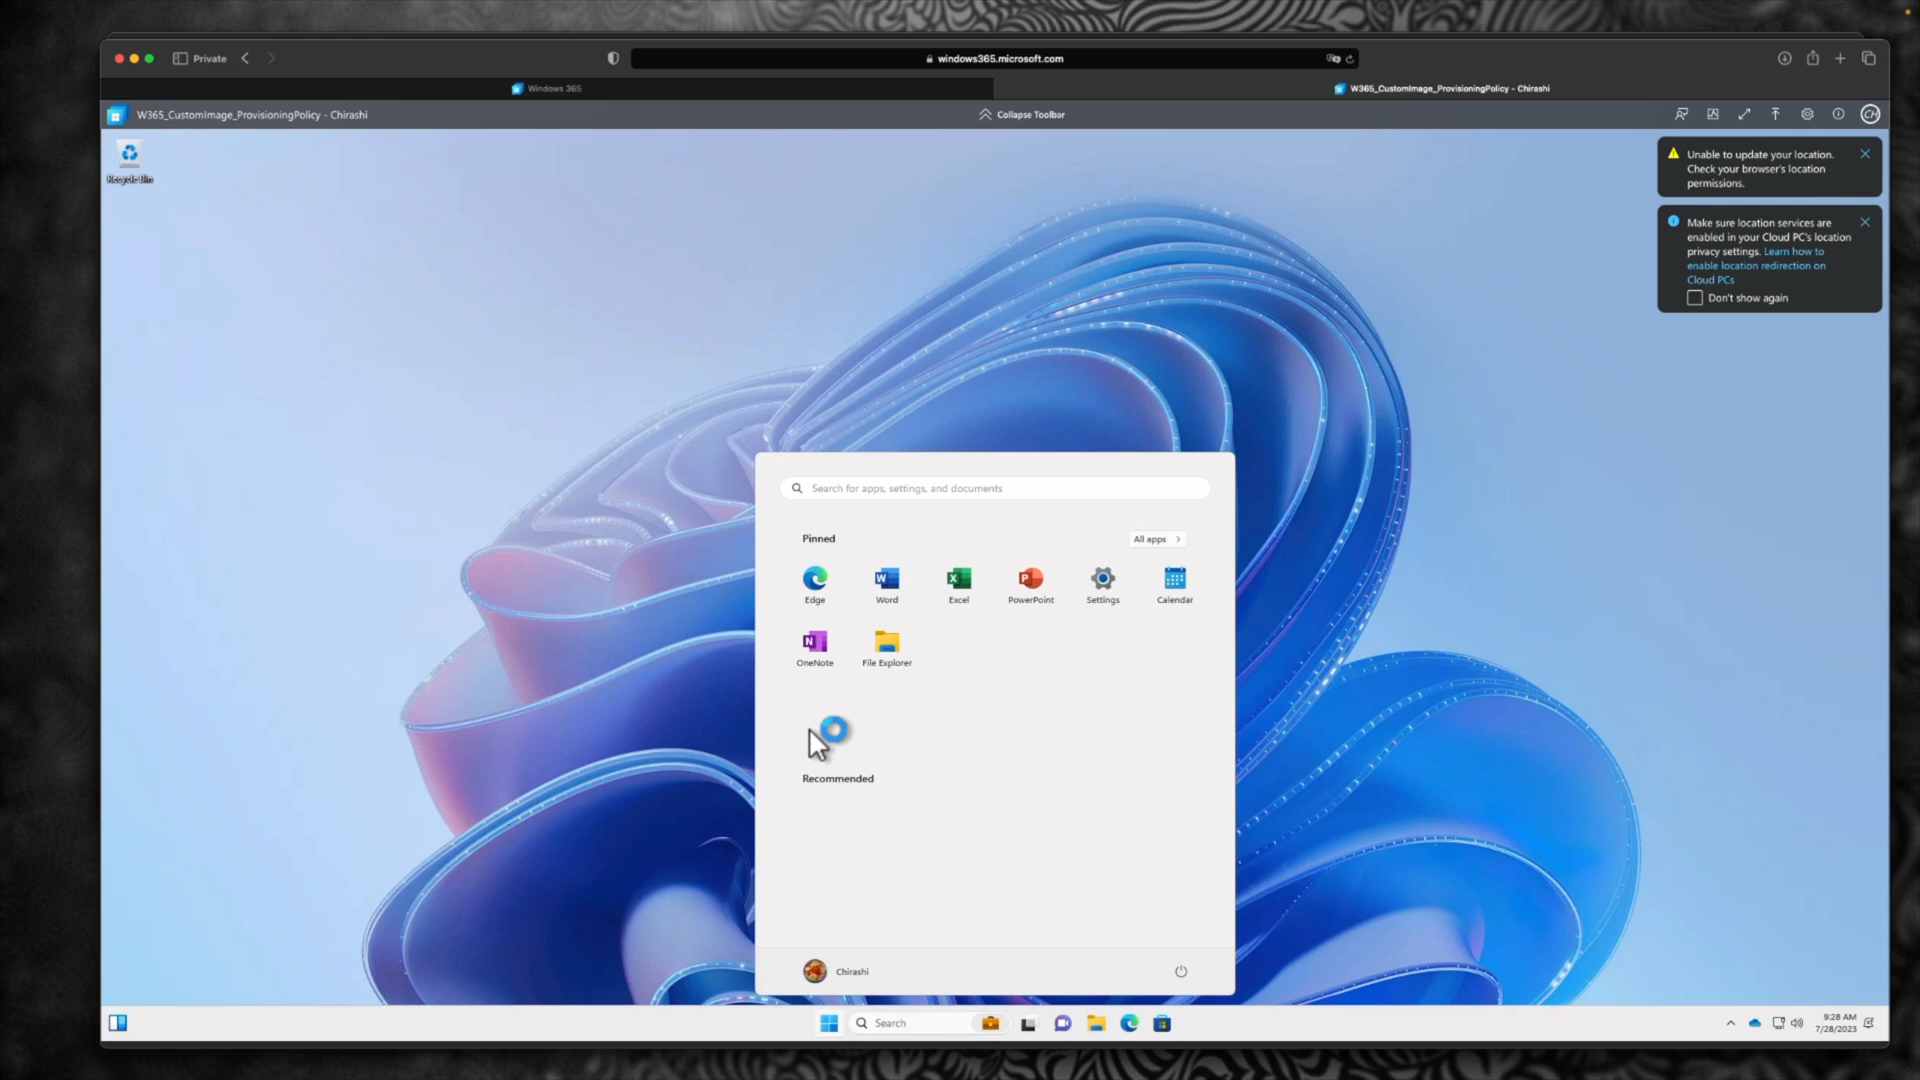 Private
windows365.microsoft.com
Windows 365
W365_CustomImage_ProvisioningPolicy - Chirashi
W365_CustomImage_ProvisioningPolicy - Chirashi
Collapse Toolbar
CH
Recycle Bin
Unable to update your location.
Check your browser's location
permissions.
Make sure location services are
enabled in your Cloud PC's location
privacy settings. Learn how to
enable location redirection on
Cloud PCs
Don't show again
Search for apps, settings, and documents
Pinned
All apps
Edge
Word
Excel
PowerPoint
Settings
Calendar
OneNote
File Explorer
Recommended
Chirashi
Search
9:28 AM
7/28/2023